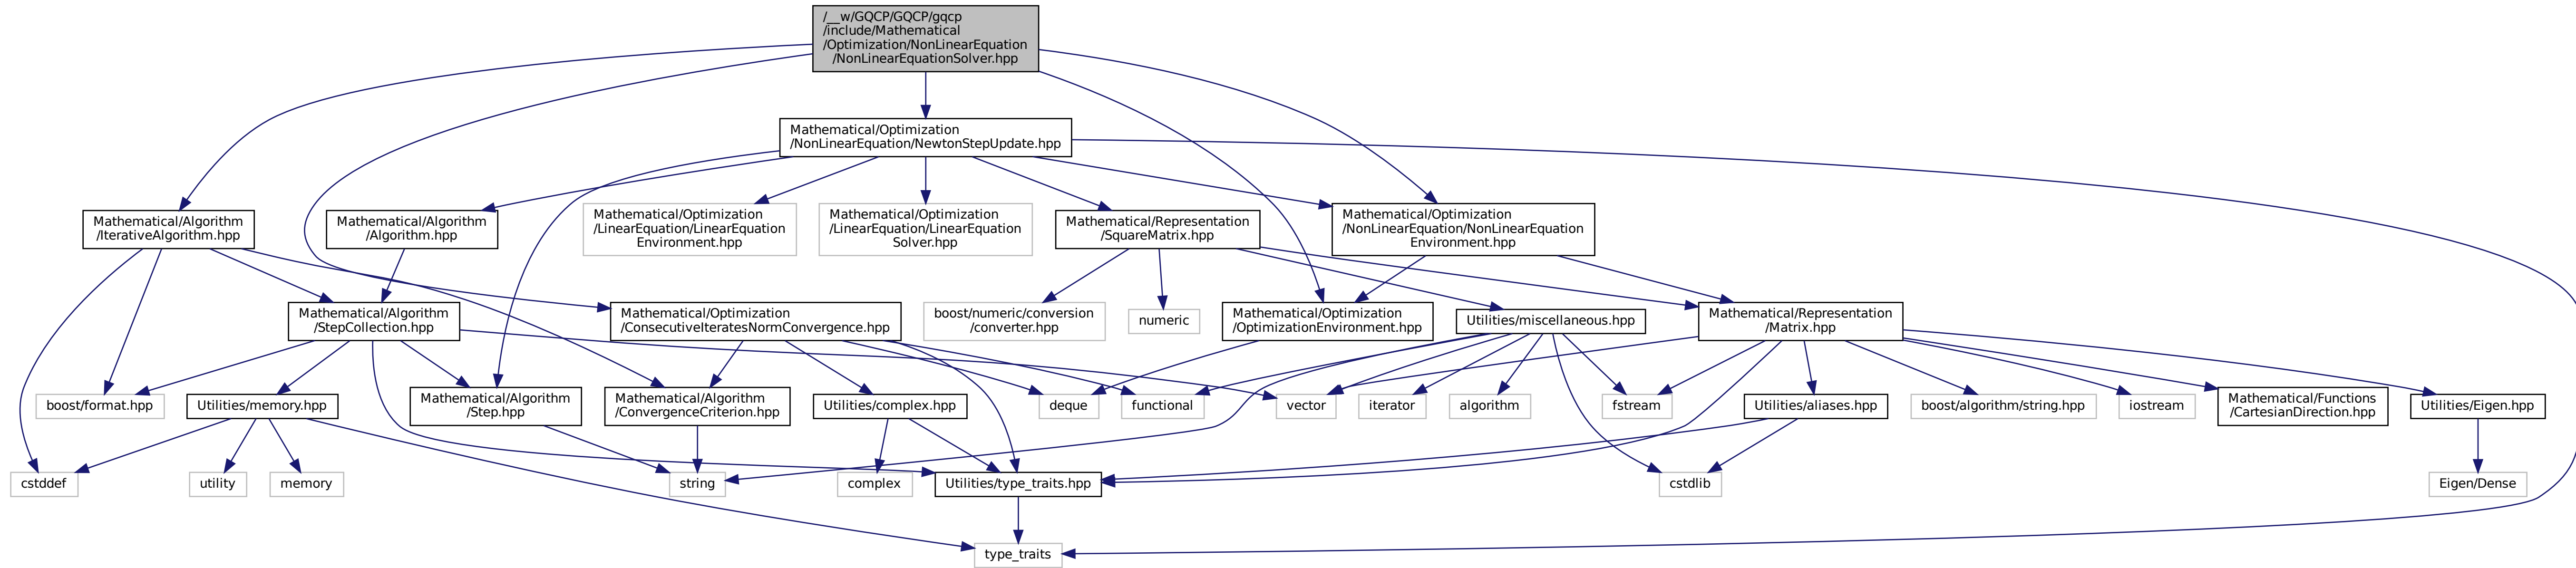 /__w/GQCP/GQCP/gqcp
/include/Mathematical
/Optimization/NonLinearEquation
/NonLinearEquationSolver.hpp
Mathematical/Optimization
/NonLinearEquation/NewtonStepUpdate.hpp
Mathematical/Algorithm
/IterativeAlgorithm.hpp
Mathematical/Algorithm
/Algorithm.hpp
Mathematical/Optimization
/LinearEquation/LinearEquation
Environment.hpp
Mathematical/Optimization
/LinearEquation/LinearEquation
Solver.hpp
Mathematical/Representation
/SquareMatrix.hpp
Mathematical/Optimization
/NonLinearEquation/NonLinearEquation
Environment.hpp
Mathematical/Algorithm
/StepCollection.hpp
Mathematical/Optimization
/ConsecutiveIteratesNormConvergence.hpp
boost/numeric/conversion
/converter.hpp
numeric
Mathematical/Optimization
/OptimizationEnvironment.hpp
Utilities/miscellaneous.hpp
Mathematical/Representation
/Matrix.hpp
boost/format.hpp
Utilities/memory.hpp
Mathematical/Algorithm
/Step.hpp
Mathematical/Algorithm
/ConvergenceCriterion.hpp
Utilities/complex.hpp
deque
functional
vector
iterator
algorithm
fstream
Utilities/aliases.hpp
boost/algorithm/string.hpp
iostream
Mathematical/Functions
/CartesianDirection.hpp
Utilities/Eigen.hpp
cstddef
utility
memory
string
complex
Utilities/type_traits.hpp
cstdlib
Eigen/Dense
type_traits